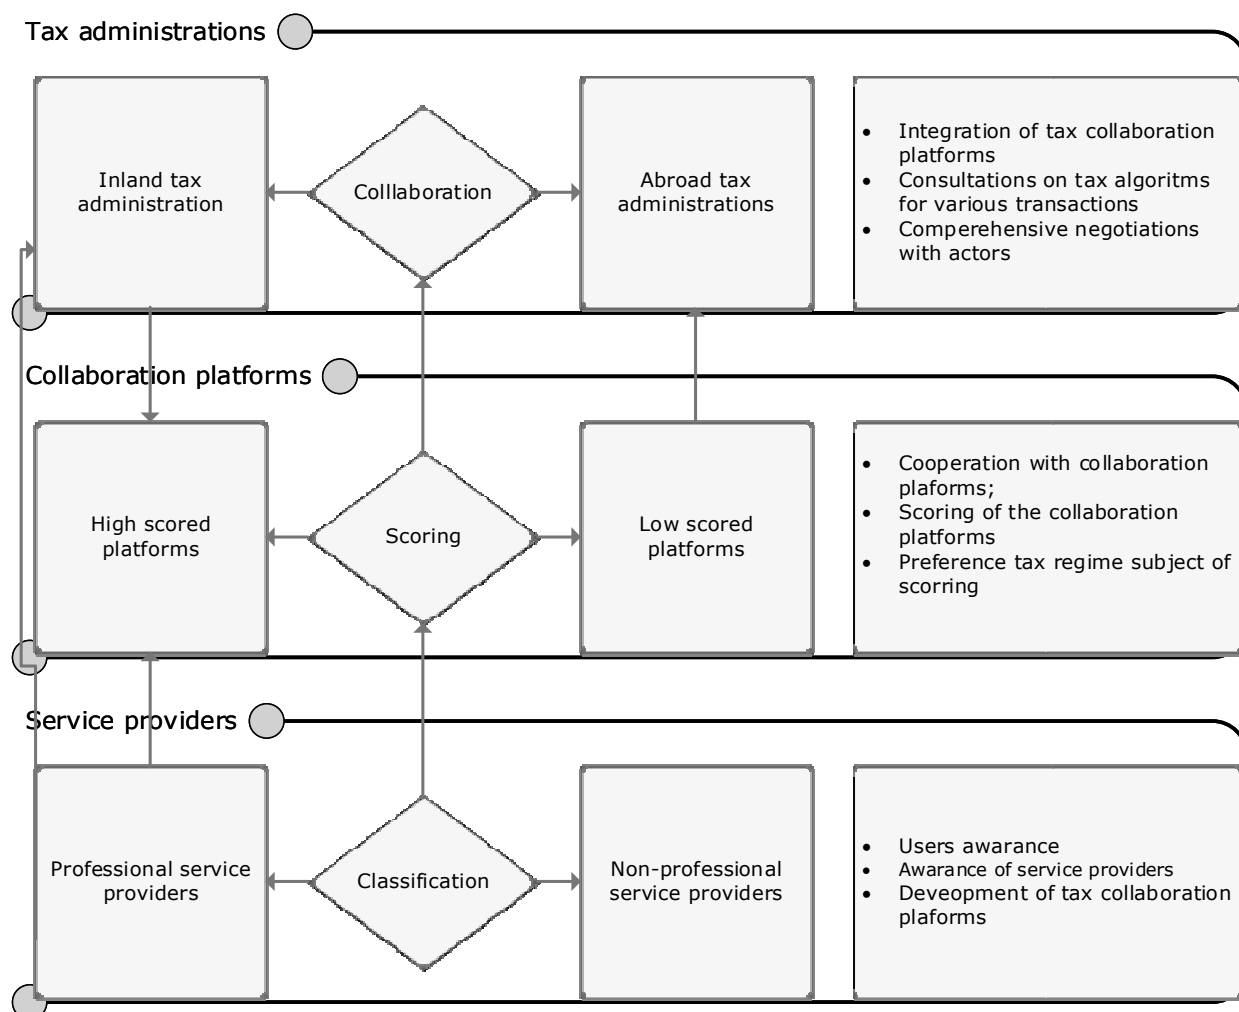 Tax administrations
Inland tax
administration
Colllaboration
Abroad tax
administrations
• Integration of tax collaboration
platforms
• Consultations on tax algoritms
for various transactions
• Comperehensive negotiations
with actors
Collaboration platforms
High scored
platforms
Scoring
Low scored
platforms
• Cooperation with collaboration
plaforms;
• Scoring of the collaboration
platforms
• Preference tax regime subject of
scorring
Service providers
Professional service
providers
Classification
Non-professional
service providers
• Users awarance
• Awarance of service providers
• Deveopment of tax collaboration
plaforms